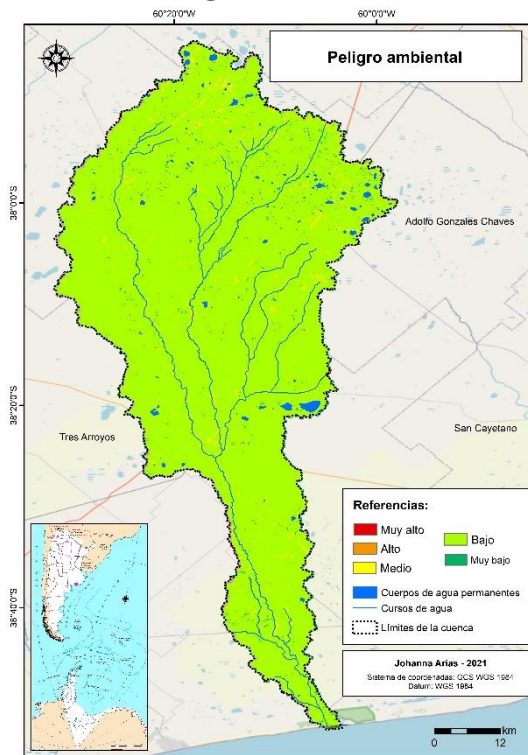 60°20'0"W
60°0'0"W
Peligro ambiental
38°0'0"S
Adolfo Gonzales Chaves
38°20'0"S
Tres Arroyos
San Cayetano
Referencias:
Muy alto
Alto
Medio
Bajo
Muy bajo
Cuerpos de agua permanentes
Cursos de agua
Límites de la cuenca
38°40'0"S
Johanna Arias - 2021
Sistema de coordenadas: GCS WGS 1984
Datum: WGS 1984
km
0
12